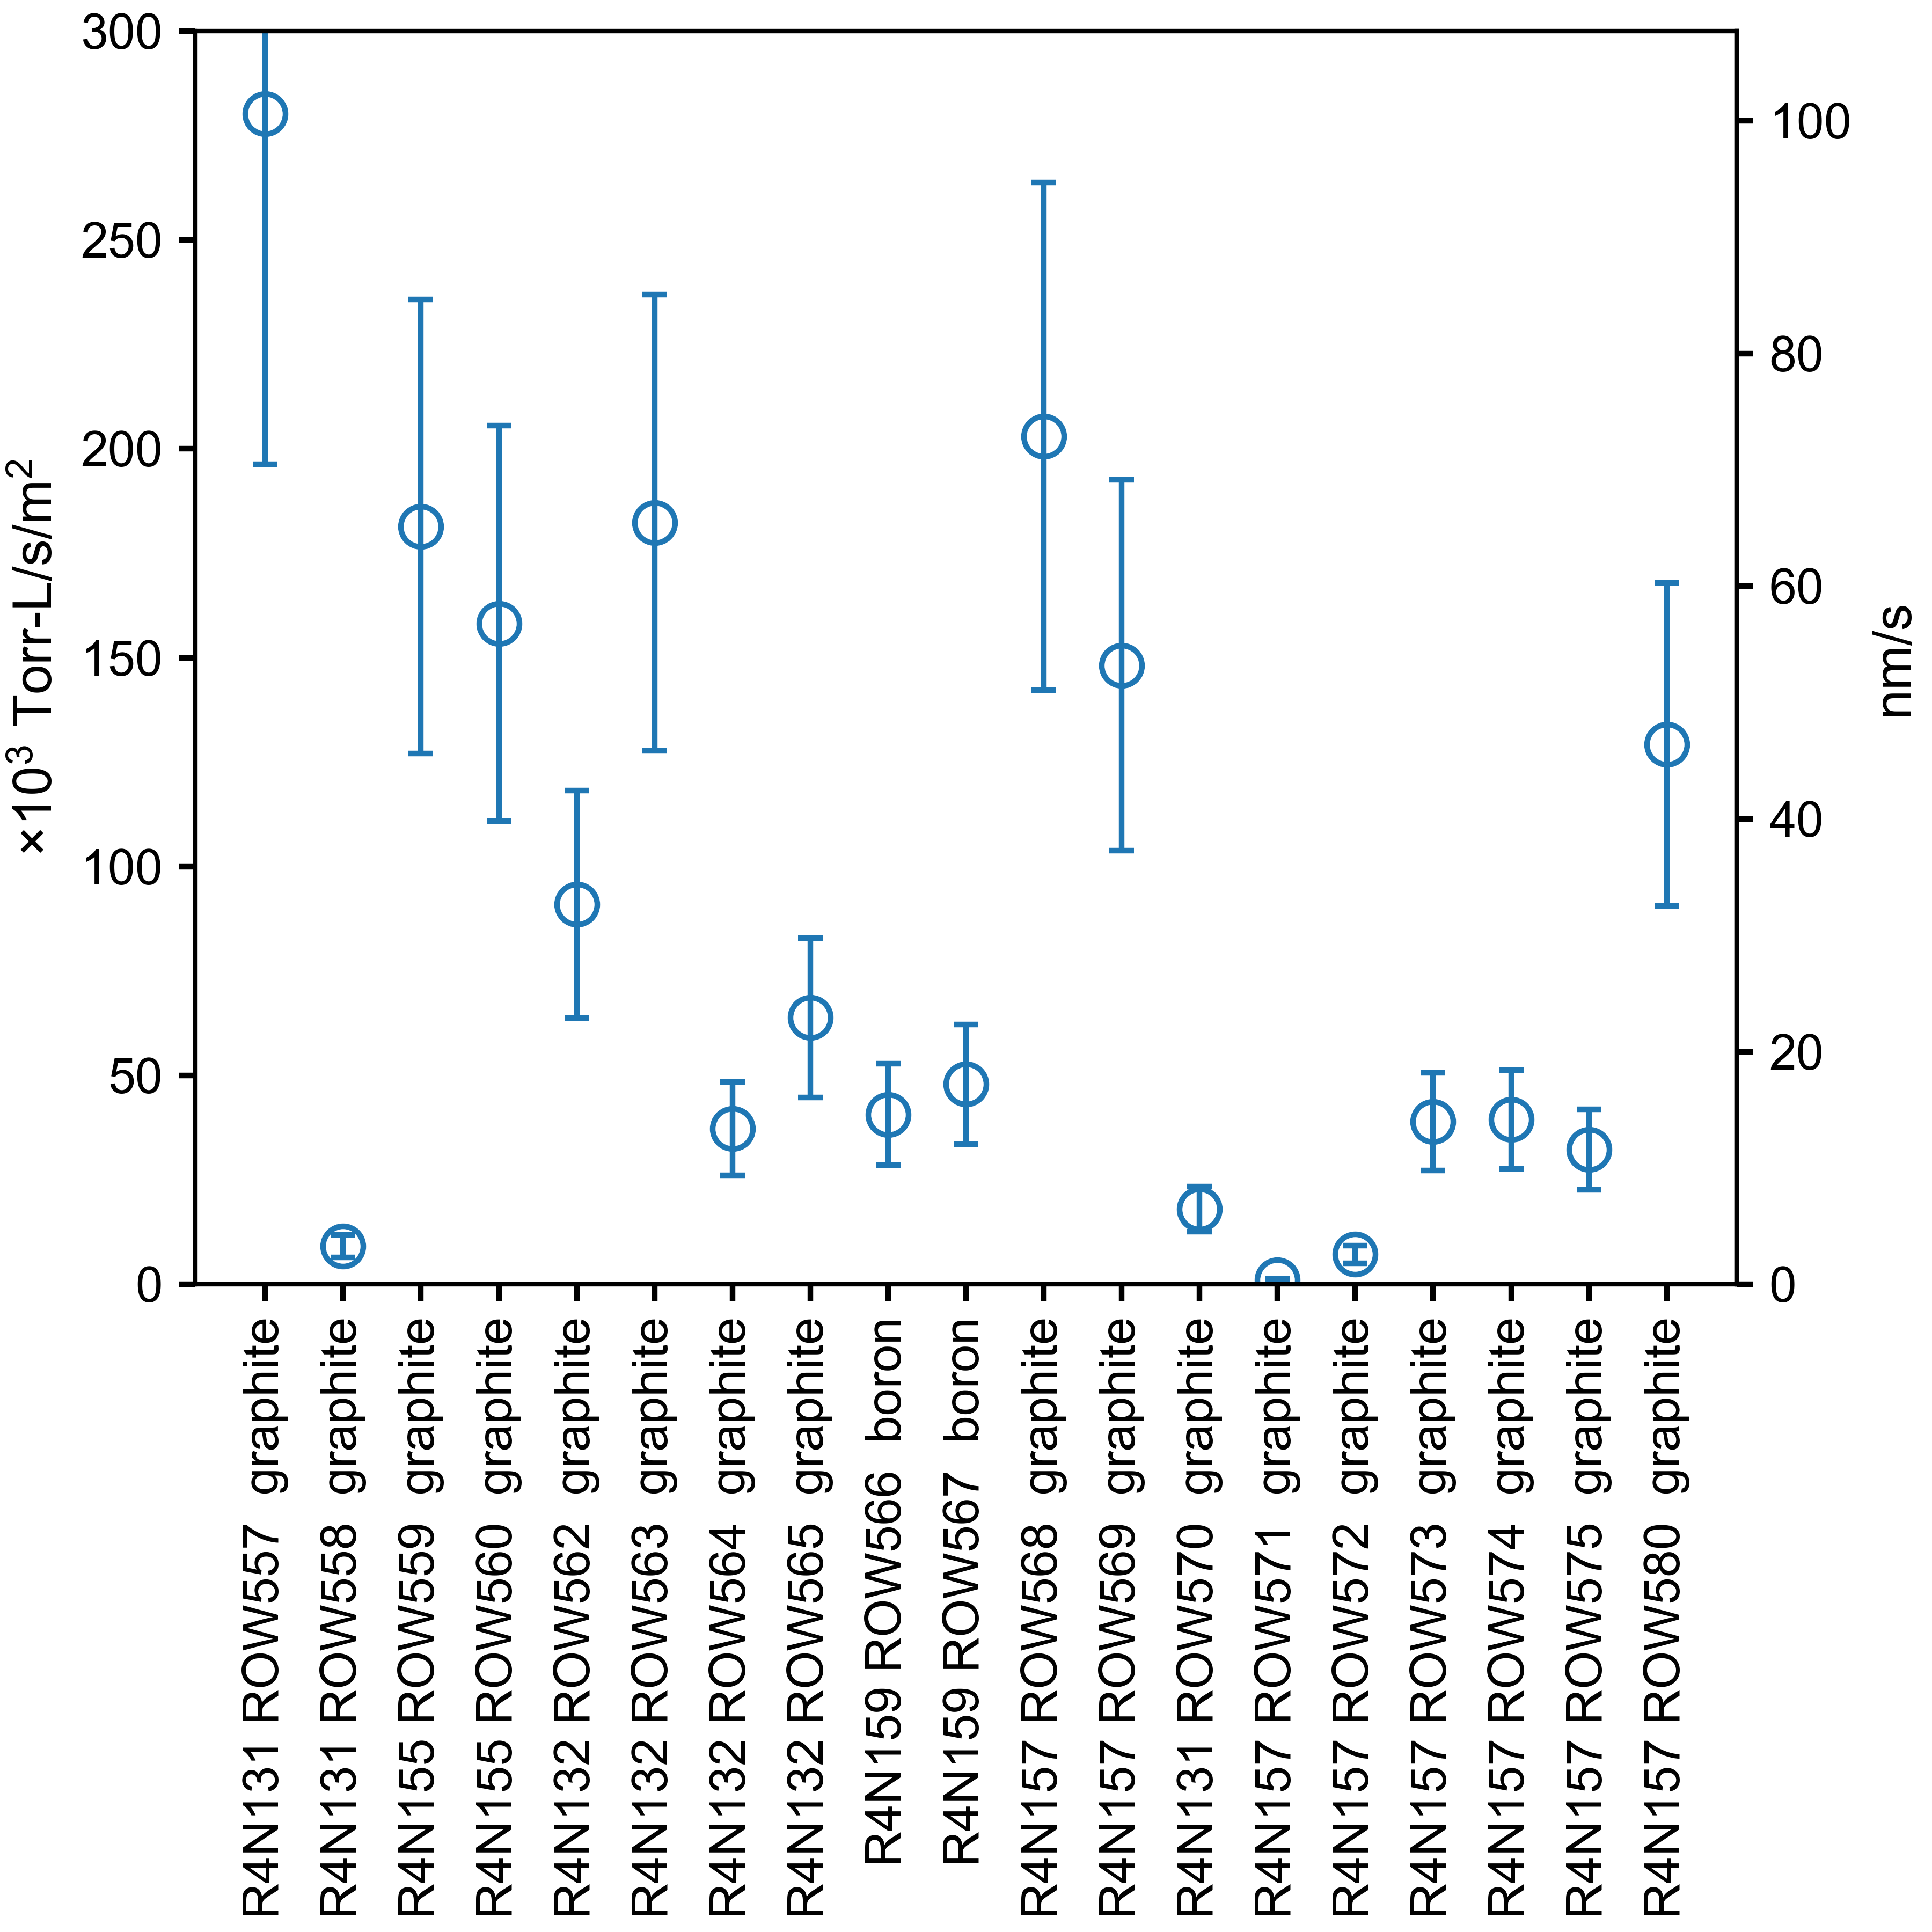 ×10³ Torr-L/s/m²
300
250
200
150
100
50
0
100
80
60
40
20
0
nm/s
R4N131 ROW557 graphite
R4N131 ROW558 graphite
R4N155 ROW559 graphite
R4N155 ROW560 graphite
R4N132 ROW562 graphite
R4N132 ROW563 graphite
R4N132 ROW564 graphite
R4N132 ROW565 graphite
R4N159 ROW566 boron
R4N159 ROW567 boron
R4N157 ROW568 graphite
R4N157 ROW569 graphite
R4N131 ROW570 graphite
R4N157 ROW571 graphite
R4N157 ROW572 graphite
R4N157 ROW573 graphite
R4N157 ROW574 graphite
R4N157 ROW575 graphite
R4N157 ROW580 graphite